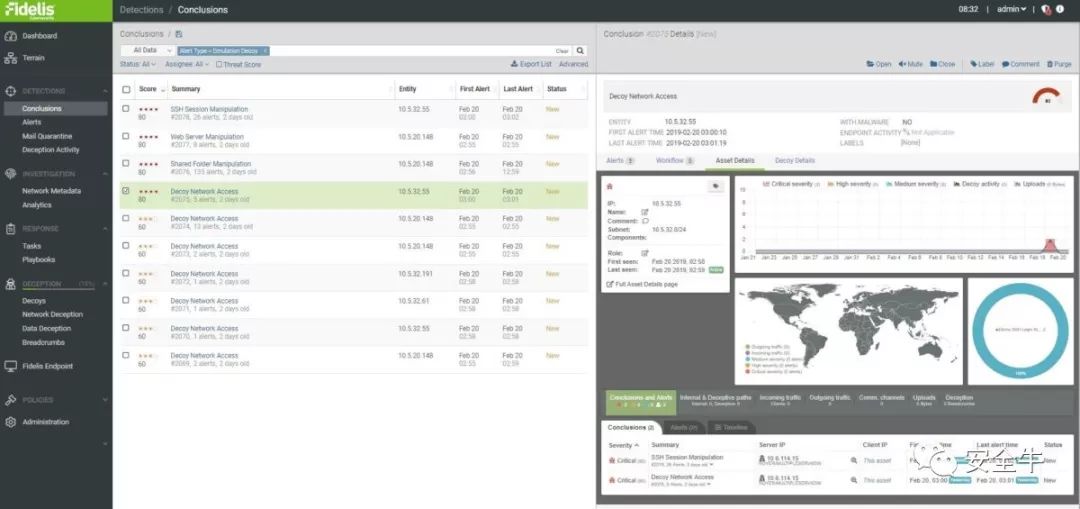 Fidelis
Cybersecurity
Detections > Conclusions
08:32 | admin
Dashboard
Terrain
DETECTIONS
Conclusions
Alerts
Mail Quarantine
Deception Activity
INVESTIGATION
Network Metadata
Analytics
RESPONSE
Tasks
Playbooks
DECEPTION
Decoys
Network Deception
Data Deception
Breadcrumbs
Fidelis Endpoint
POLICIES
Administration
Conclusions /
All Data Alert Type = Simulation Decoy x Clear
Status: All Assignee: All Threat Score Export List Advanced
Score Summary Entity First Alert Last Alert Status
SSH Session Manipulation 10.5.32.55 Feb 20 Feb 20 New
80 #2078, 26 alerts, 2 days old 03:00 03:02
Web Server Manipulation 10.5.20.148 Feb 20 Feb 20 New
80 #2077, 9 alerts, 2 days old 02:55 02:58
Shared Folder Manipulation 10.5.20.148 Feb 20 Feb 20 New
80 #2076, 135 alerts, 2 days old 02:56 12:59
Decoy Network Access 10.5.32.55 Feb 20 Feb 20 New
80 #2075, 5 alerts, 2 days old 03:00 03:01
Decoy Network Access 10.5.20.148 Feb 20 Feb 20 New
60 #2074, 13 alerts, 2 days old 02:55 02:55
Decoy Network Access 10.5.20.148 Feb 20 Feb 20 New
60 #2073, 2 alerts, 2 days old 02:55 02:55
Decoy Network Access 10.5.32.191 Feb 20 Feb 20 New
60 #2072, 1 alerts, 2 days old 02:58 02:58
Decoy Network Access 10.5.32.61 Feb 20 Feb 20 New
60 #2071, 1 alerts, 2 days old 02:58 02:58
Decoy Network Access 10.5.32.55 Feb 20 Feb 20 New
60 #2070, 1 alerts, 2 days old 02:58 02:58
Decoy Network Access 10.5.20.148 Feb 20 Feb 20 New
60 #2069, 2 alerts, 2 days old 02:55 02:59
Conclusion #2075 Details [New]
Open Mute Close Label Comment Purge
Decoy Network Access
80
ENTITY 10.5.32.55 WITH MALWARE NO
FIRST ALERT TIME 2019-02-20 03:00:10 ENDPOINT ACTIVITY Not Applicable
LAST ALERT TIME 2019-02-20 03:01:19 LABELS [None]
Alerts Workflow Asset Details Decoy Details
IP: 10.5.32.55
Name:
Comment:
Subnet: 10.5.32.0/24
Components:
Role:
First seen: Feb 20 2019, 02:58
Last seen: Feb 20 2019, 02:59
Full Asset Details page
Critical severity High severity Medium severity Decoy activity Uploads
10
8
6
4
2
0
Jan 21 Jan 23 Jan 25 Jan 27 Jan 29 Jan 31 Feb 2 Feb 4 Feb 6 Feb 8 Feb 10 Feb 12 Feb 14 Feb 16 Feb 18 Feb 20
Outgoing traffic (0)
Incoming traffic (0)
Medium severity (0 alerts)
High severity (0 alerts)
Critical severity (0 alerts)
100%
Conclusions and Alerts Internal & Deceptive paths Incoming traffic Outgoing traffic Comm. channels Uploads Deception
Conclusions (2) Alerts (31) Timeline
Severity Summary Server IP Client IP First alert time Last alert time Status
Critical SSH Session Manipulation 10.6.114.15 This asset New
#2078, 26 Alerts, 2 days old
Critical Decoy Network Access 10.6.114.15 This asset Feb 20, 03:00 Feb 20, 03:01 New
#2075, 5 alerts, 2 days old
安全牛